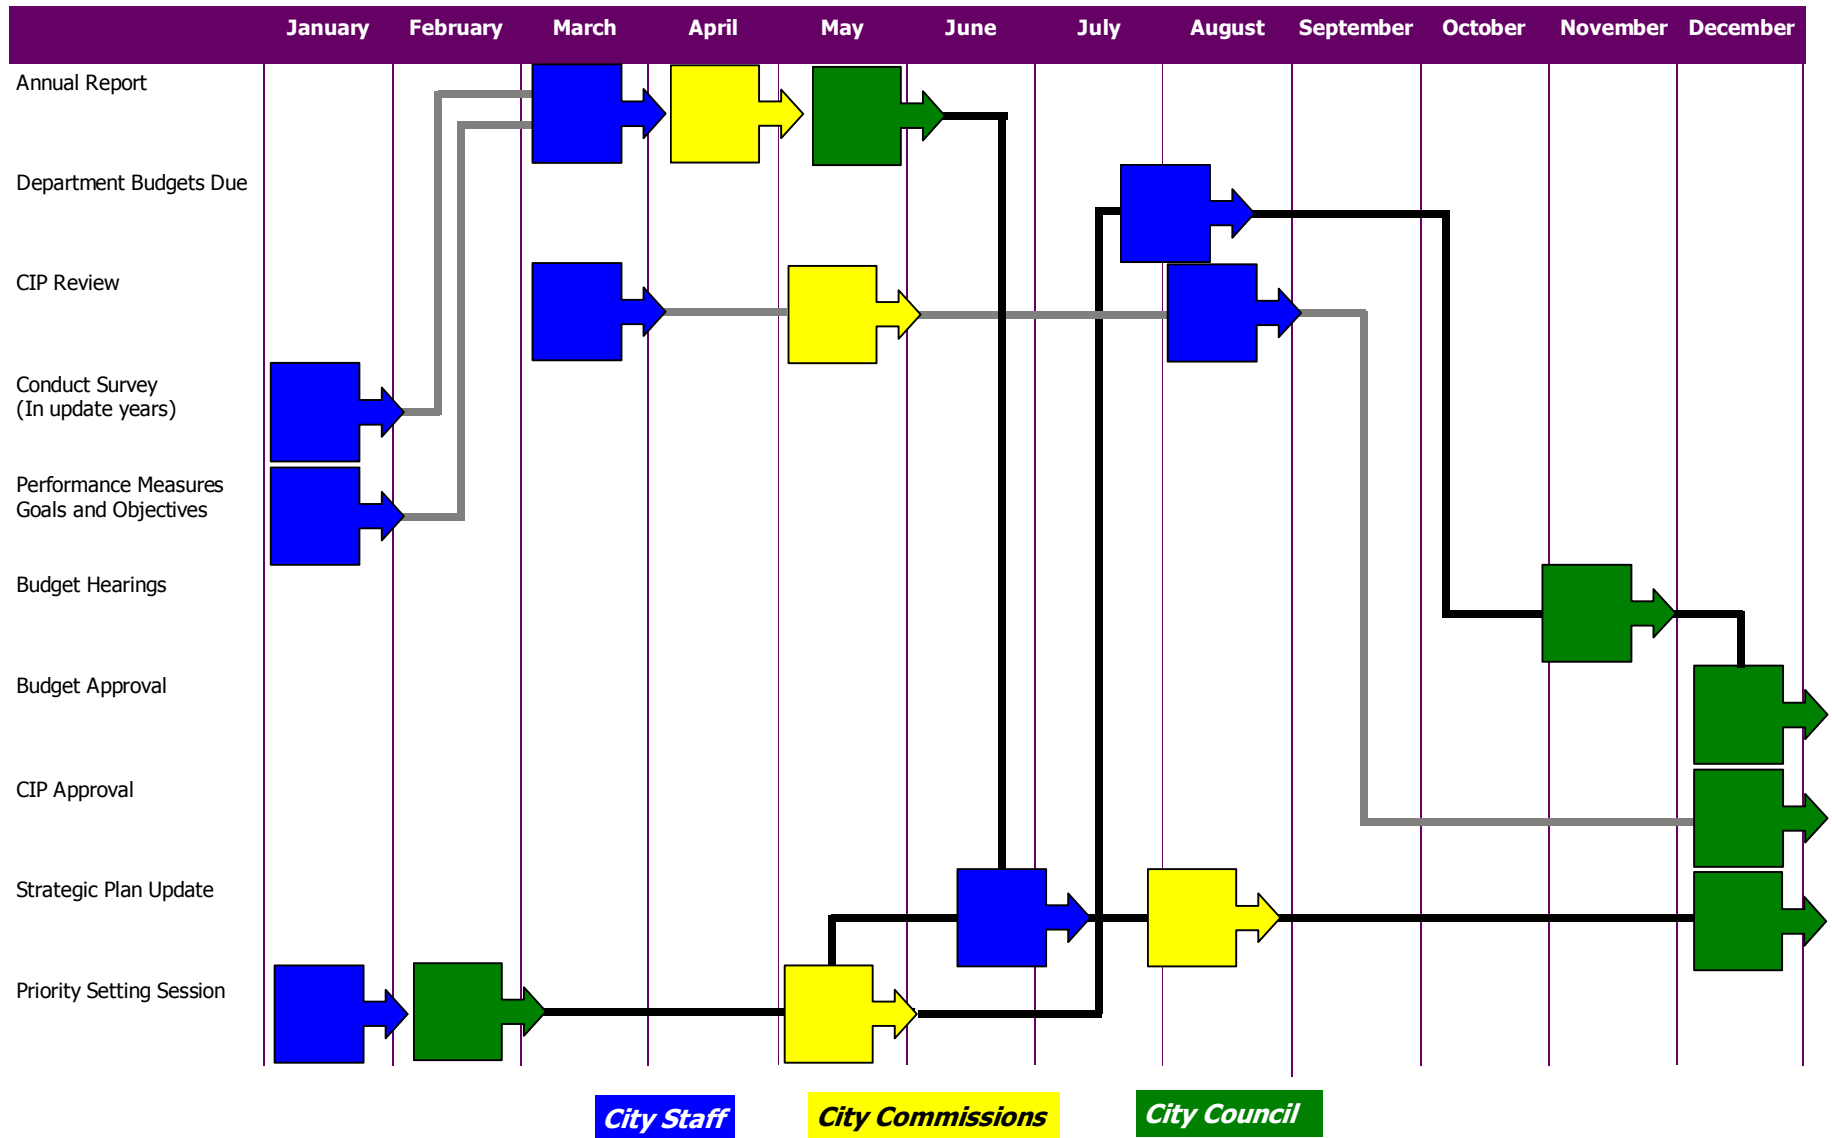 January February March April May June July August September October November December
Annual Report
Department Budgets Due
CIP Review
Conduct Survey
(In update years)
Performance Measures
Goals and Objectives
Budget Hearings
Budget Approval
CIP Approval
Strategic Plan Update
Priority Setting Session
City Staff City Commissions City Council